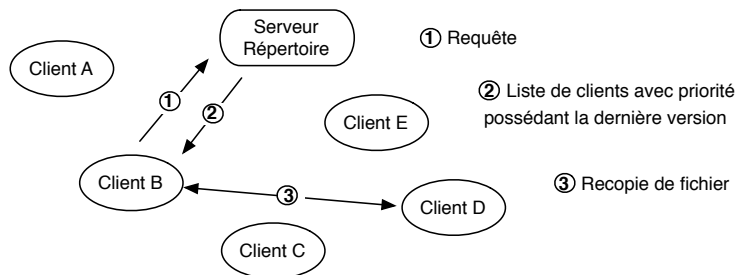 Serveur
Répertoire
① Requête
Client A
② Liste de clients avec priorité
possédant la dernière version
①
②
Client E
Client B
③ Recopie de fichier
③
Client D
Client C